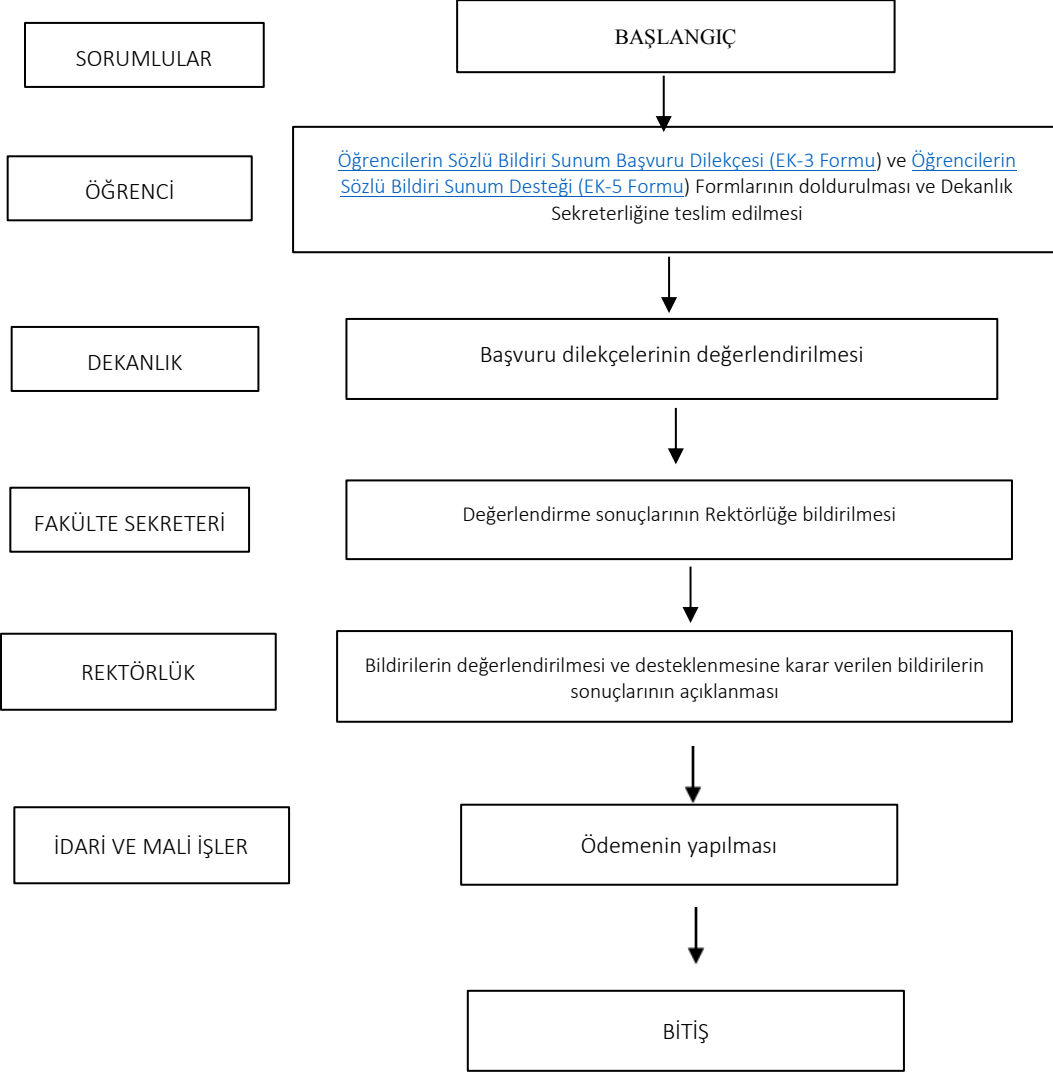 BAŞLANGIÇ
SORUMLULAR
ÖĞRENCİ
Öğrencilerin Sözlü Bildiri Sunum Başvuru Dilekçesi (EK-3 Formu) ve Öğrencilerin
Sözlü Bildiri Sunum Desteği (EK-5 Formu) Formlarının doldurulması ve Dekanlık
Sekreterliğine teslim edilmesi
DEKANLIK
Başvuru dilekçelerinin değerlendirilmesi
FAKÜLTE SEKRETERİ
Değerlendirme sonuçlarının Rektörlüğe bildirilmesi
REKTÖRLÜK
Bildirilerin değerlendirilmesi ve desteklenmesine karar verilen bildirilerin
sonuçlarının açıklanması
İDARİ VE MALİ İŞLER
Ödemenin yapılması
BİTİŞ